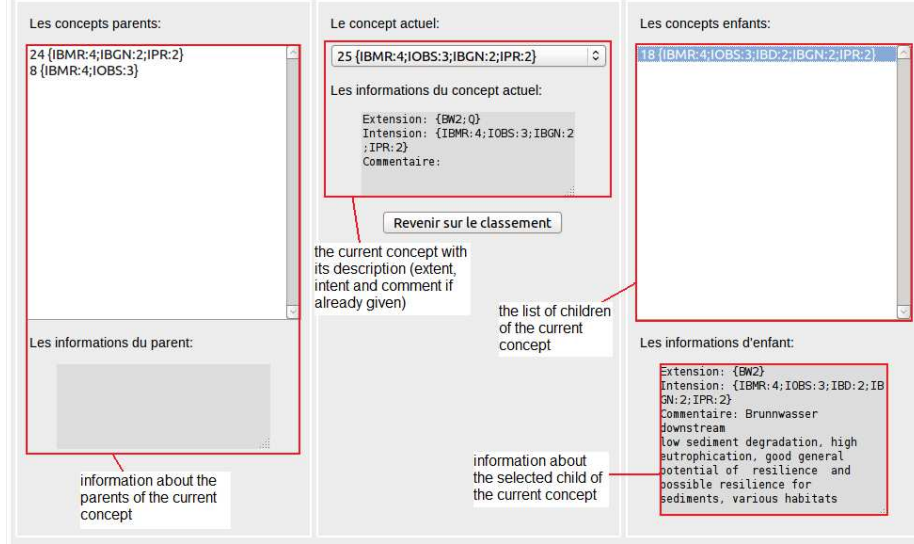 Les concepts parents:
24 {IBMR:4;IBGN:2;IPR:2}
8 {IBMR:4;IOBS:3}
Les informations du parent:
information about the
parents of the current
concept
Le concept actuel:
25 {IBMR:4;IOBS:3;IBGN:2;IPR:2}
Les informations du concept actuel:
Extension: {BW2;Q}
Intension: {IBMR:4;IOBS:3;IBGN:2
;IPR:2}
Commentaire:
Revenir sur le classement
the current concept with
its description (extent,
intent and comment if
already given)
the list of children
of the current
concept
information about
the selected child of
the current concept
Les concepts enfants:
18 {IBMR:4;IOBS:3;IBD:2;IBGN:2;IPR:2}
Les informations d'enfant:
Extension: {BW2}
Intension: {IBMR:4;IOBS:3;IBD:2;IB
GN:2;IPR:2}
Commentaire: Brunnwasser
downstream
low sediment degradation, high
eutrophication, good general
potential of resilience and
possible resilience for
sediments, various habitats